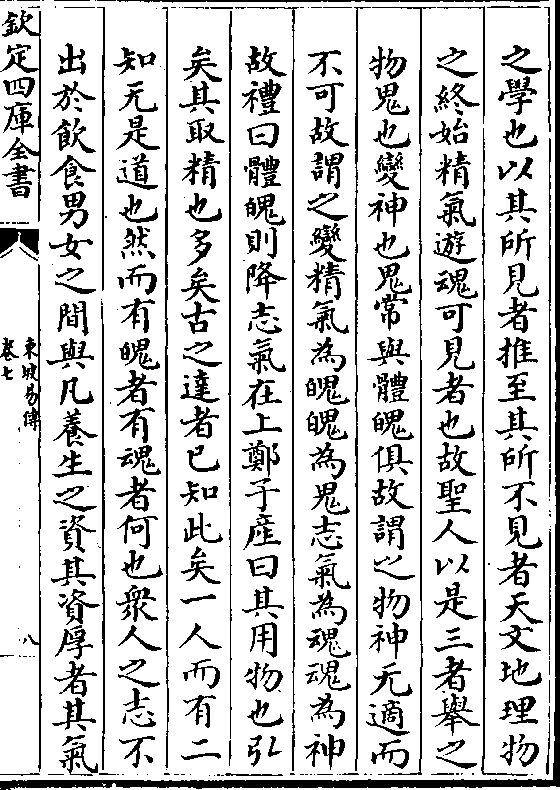 之學也以其所見者推至其所不見者天文地理物
之終始精氣遊魂可見者也故聖人以是三者舉之
物鬼也變神也鬼常與體魄俱故謂之物神无適而
不可故謂之變精氣為魄魄為鬼志氣為魂魂為神
故禮曰體魄則降志氣在上鄭子產曰其用物也弘
矣其取精也多矣古之達者已知此矣一人而有二
知无是道也然而有魄者有魂者何也衆人之志不
出於飲食男女之間與凡養生之資其資厚者其氣
欽定四庫全書
東坡易傳
卷七
八